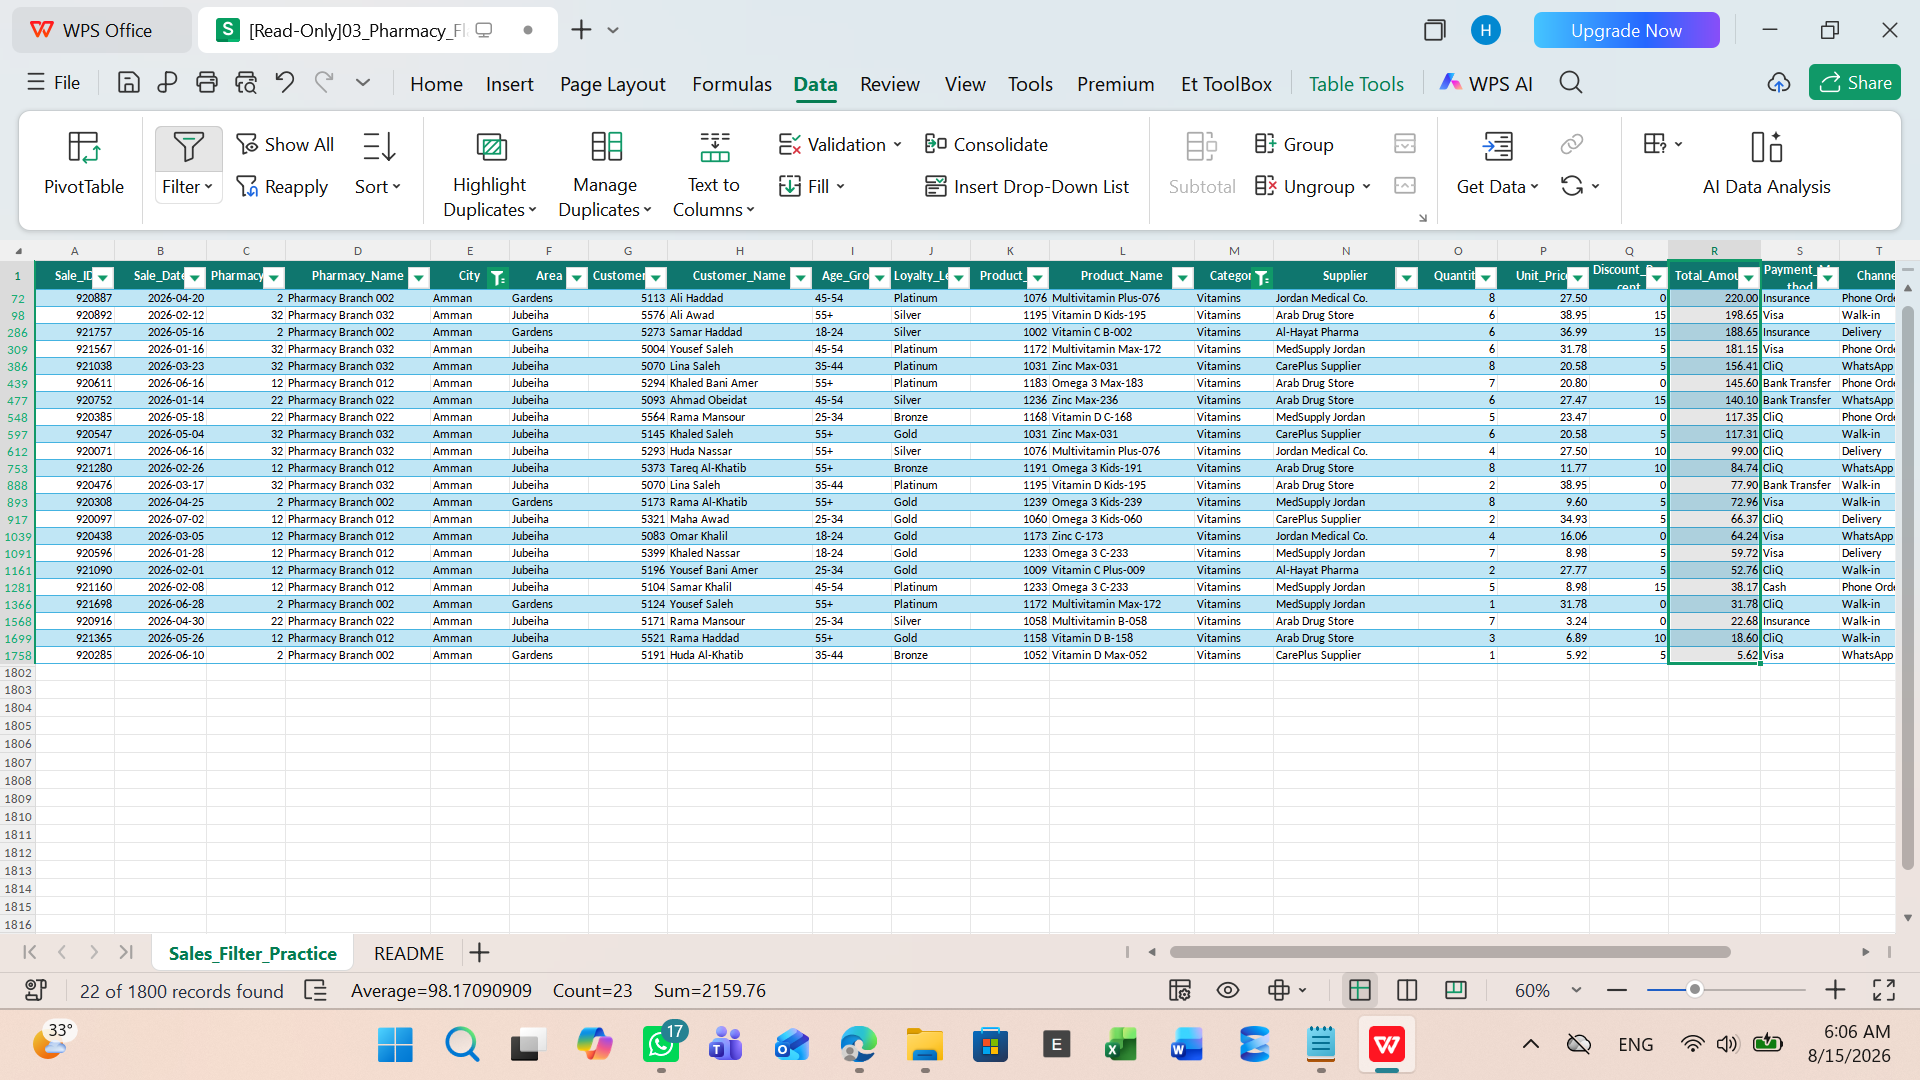 WPS Office
[Read-Only]03_Pharmacy_Fl
H
Upgrade Now
File
Home Insert Page Layout Formulas Data Review View Tools Premium Et ToolBox Table Tools WPS AI
Share
PivotTable
Filter
Show All
Reapply
Sort
Highlight Duplicates
Manage Duplicates
Text to Columns
Validation
Fill
Consolidate
Insert Drop-Down List
Subtotal
Group
Ungroup
Get Data
AI Data Analysis
A B C D E F G H I J K L M N O P Q R S T
1 Sale_ID Sale_Date Pharmacy Pharmacy_Name City Area Customer Customer_Name Age_Gro Loyalty_Le Product_ Product_Name Categor Supplier Quantit Unit_Pric Discount_ cent Total_Amou Payment_ thod Channe
72 920887 2026-04-20 2 Pharmacy Branch 002 Amman Gardens 5113 Ali Haddad 45-54 Platinum 1076 Multivitamin Plus-076 Vitamins Jordan Medical Co. 8 27.50 0 220.00 Insurance Phone Orde
98 920892 2026-02-12 32 Pharmacy Branch 032 Amman Jubeiha 5576 Ali Awad 55+ Silver 1195 Vitamin D Kids-195 Vitamins Arab Drug Store 6 38.95 15 198.65 Visa Walk-in
286 921757 2026-05-16 2 Pharmacy Branch 002 Amman Gardens 5273 Samar Haddad 18-24 Silver 1002 Vitamin C B-002 Vitamins Al-Hayat Pharma 6 36.99 15 188.65 Insurance Delivery
309 921567 2026-01-16 32 Pharmacy Branch 032 Amman Jubeiha 5004 Yousef Saleh 45-54 Platinum 1172 Multivitamin Max-172 Vitamins MedSupply Jordan 6 31.78 5 181.15 Visa Phone Orde
386 921038 2026-03-23 32 Pharmacy Branch 032 Amman Jubeiha 5070 Lina Saleh 35-44 Platinum 1031 Zinc Max-031 Vitamins CarePlus Supplier 8 20.58 5 156.41 CliQ WhatsApp
439 920611 2026-06-16 12 Pharmacy Branch 012 Amman Jubeiha 5294 Khaled Bani Amer 55+ Platinum 1183 Omega 3 Max-183 Vitamins Arab Drug Store 7 20.80 0 145.60 Bank Transfer Phone Orde
477 920752 2026-01-14 22 Pharmacy Branch 022 Amman Jubeiha 5093 Ahmad Obeidat 45-54 Silver 1236 Zinc Max-236 Vitamins Arab Drug Store 6 27.47 15 140.10 Bank Transfer WhatsApp
548 920385 2026-05-18 22 Pharmacy Branch 022 Amman Jubeiha 5564 Rama Mansour 25-34 Bronze 1168 Vitamin D C-168 Vitamins MedSupply Jordan 5 23.47 0 117.35 CliQ Phone Orde
597 920547 2026-05-04 32 Pharmacy Branch 032 Amman Jubeiha 5145 Khaled Saleh 55+ Gold 1031 Zinc Max-031 Vitamins CarePlus Supplier 6 20.58 5 117.31 CliQ Walk-in
612 920071 2026-06-16 32 Pharmacy Branch 032 Amman Jubeiha 5293 Huda Nassar 55+ Silver 1076 Multivitamin Plus-076 Vitamins Jordan Medical Co. 4 27.50 10 99.00 CliQ Delivery
753 921280 2026-02-26 12 Pharmacy Branch 012 Amman Jubeiha 5373 Tareq Al-Khatib 55+ Bronze 1191 Omega 3 Kids-191 Vitamins Arab Drug Store 8 11.77 10 84.74 CliQ WhatsApp
888 920476 2026-03-17 32 Pharmacy Branch 032 Amman Jubeiha 5070 Lina Saleh 35-44 Platinum 1195 Vitamin D Kids-195 Vitamins Arab Drug Store 2 38.95 0 77.90 Bank Transfer Walk-in
893 920308 2026-04-25 2 Pharmacy Branch 002 Amman Gardens 5173 Rama Al-Khatib 55+ Gold 1239 Omega 3 Kids-239 Vitamins MedSupply Jordan 8 9.60 5 72.96 Visa Walk-in
917 920097 2026-07-02 12 Pharmacy Branch 012 Amman Jubeiha 5321 Maha Awad 25-34 Gold 1060 Omega 3 Kids-060 Vitamins CarePlus Supplier 2 34.93 5 66.37 CliQ Delivery
1039 920438 2026-03-05 12 Pharmacy Branch 012 Amman Jubeiha 5083 Omar Khalil 18-24 Gold 1173 Zinc C-173 Vitamins Jordan Medical Co. 4 16.06 0 64.24 Visa WhatsApp
1091 920596 2026-01-28 12 Pharmacy Branch 012 Amman Jubeiha 5399 Khaled Nassar 18-24 Gold 1233 Omega 3 C-233 Vitamins MedSupply Jordan 7 8.98 5 59.72 Visa Delivery
1161 921090 2026-02-01 12 Pharmacy Branch 012 Amman Jubeiha 5196 Yousef Bani Amer 25-34 Gold 1009 Vitamin C Plus-009 Vitamins Al-Hayat Pharma 2 27.77 5 52.76 CliQ Walk-in
1281 921160 2026-02-08 12 Pharmacy Branch 012 Amman Jubeiha 5104 Samar Khalil 45-54 Platinum 1233 Omega 3 C-233 Vitamins MedSupply Jordan 5 8.98 15 38.17 Cash Phone Orde
1366 921698 2026-06-28 2 Pharmacy Branch 002 Amman Gardens 5124 Yousef Saleh 55+ Platinum 1172 Multivitamin Max-172 Vitamins MedSupply Jordan 1 31.78 0 31.78 CliQ Walk-in
1568 920916 2026-04-30 22 Pharmacy Branch 022 Amman Jubeiha 5171 Rama Mansour 25-34 Silver 1058 Multivitamin B-058 Vitamins Arab Drug Store 7 3.24 0 22.68 Insurance Walk-in
1699 921365 2026-05-26 12 Pharmacy Branch 012 Amman Jubeiha 5521 Rama Haddad 55+ Gold 1158 Vitamin D B-158 Vitamins Arab Drug Store 3 6.89 10 18.60 CliQ Walk-in
1758 920285 2026-06-10 2 Pharmacy Branch 002 Amman Gardens 5191 Huda Al-Khatib 35-44 Bronze 1052 Vitamin D Max-052 Vitamins CarePlus Supplier 1 5.92 5 5.62 Visa WhatsApp
1802
1803
1804
1805
1806
1807
1808
1809
1810
1811
1812
1813
1814
1815
1816
Sales_Filter_Practice README
22 of 1800 records found Average=98.17090909 Count=23 Sum=2159.76 60%
33° 17 E ENG 6:06 AM
8/15/2026